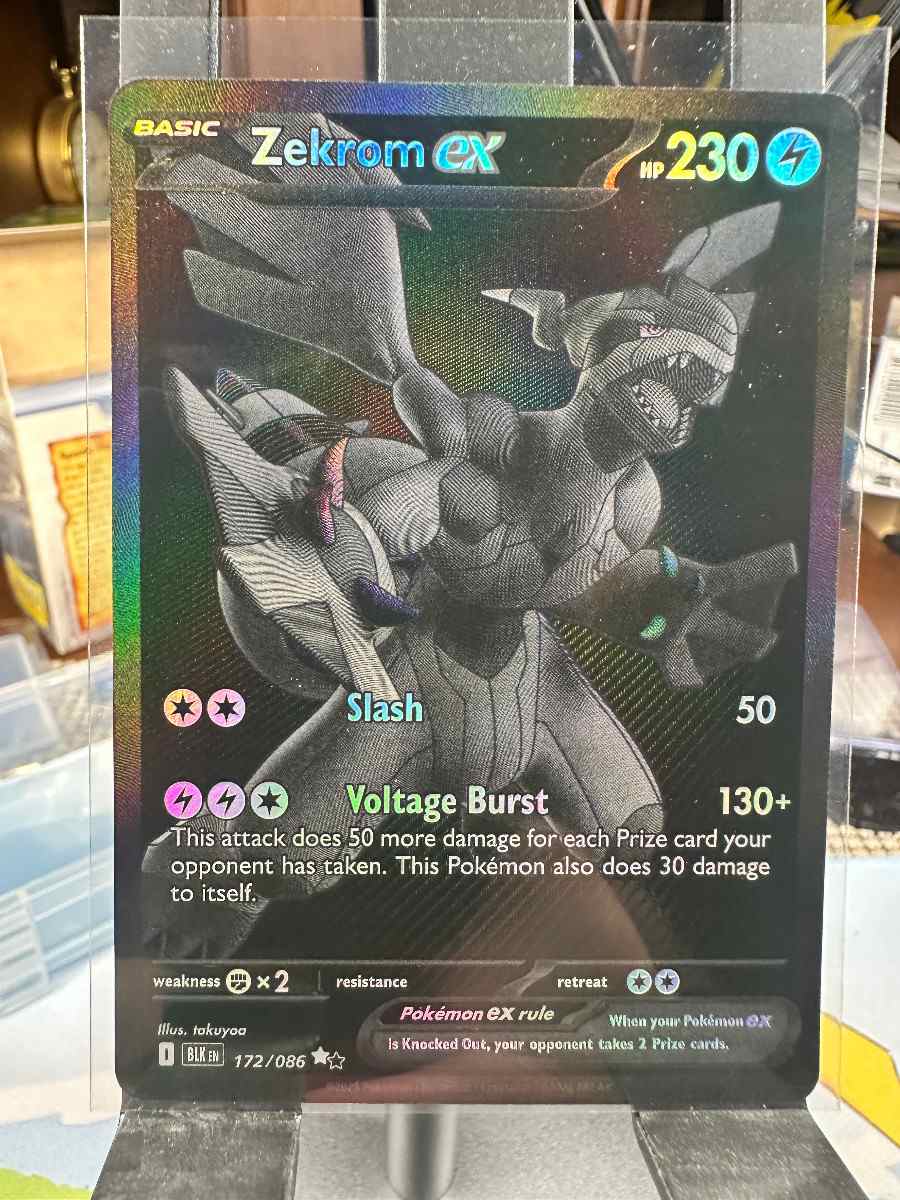 BASIC Zekrom ex HP 230
Slash 50
Voltage Burst 130+
This attack does 50 more damage for each Prize card your
opponent has taken. This Pokémon also does 30 damage
to itself.
weakness ×2 resistance retreat
Pokémon ex rule When your Pokémon ex
is Knocked Out, your opponent takes 2 Prize cards.
Illus. takuyoa
I BLK EN 172/086